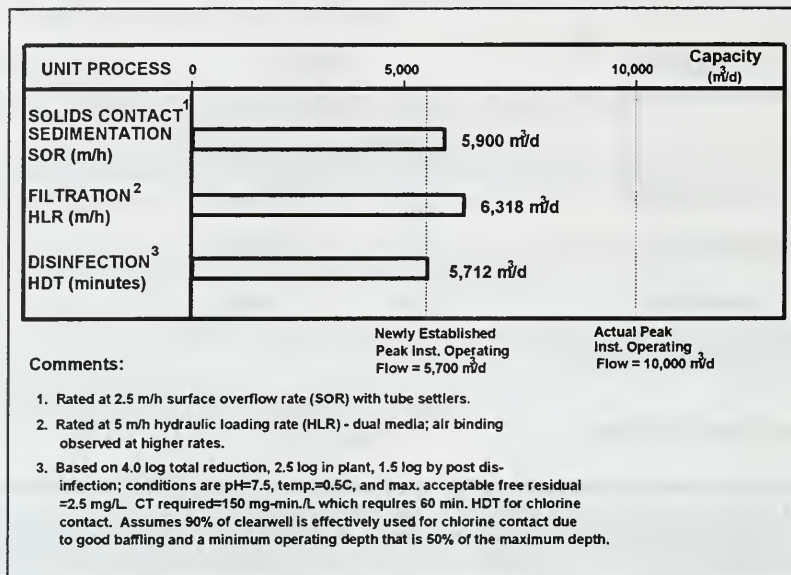 UNIT PROCESS 0 5,000 10,000 Capacity (m³/d)
SOLIDS CONTACT¹
SEDIMENTATION
SOR (m/h)
5,900 m³/d
FILTRATION²
HLR (m/h)
6,318 m³/d
DISINFECTION³
HDT (minutes)
5,712 m³/d
Newly Established
Peak Inst. Operating
Flow = 5,700 m³/d
Actual Peak
Inst. Operating
Flow = 10,000 m³/d
Comments:
1. Rated at 2.5 m/h surface overflow rate (SOR) with tube settlers.
2. Rated at 5 m/h hydraulic loading rate (HLR) - dual media; air binding
observed at higher rates.
3. Based on 4.0 log total reduction, 2.5 log in plant, 1.5 log by post dis-
infection; conditions are pH=7.5, temp.=0.5C, and max. acceptable free residual
=2.5 mg/L. CT required=150 mg-min./L which requires 60 min. HDT for chlorine
contact. Assumes 90% of clearwell is effectively used for chlorine contact due
to good baffling and a minimum operating depth that is 50% of the maximum depth.